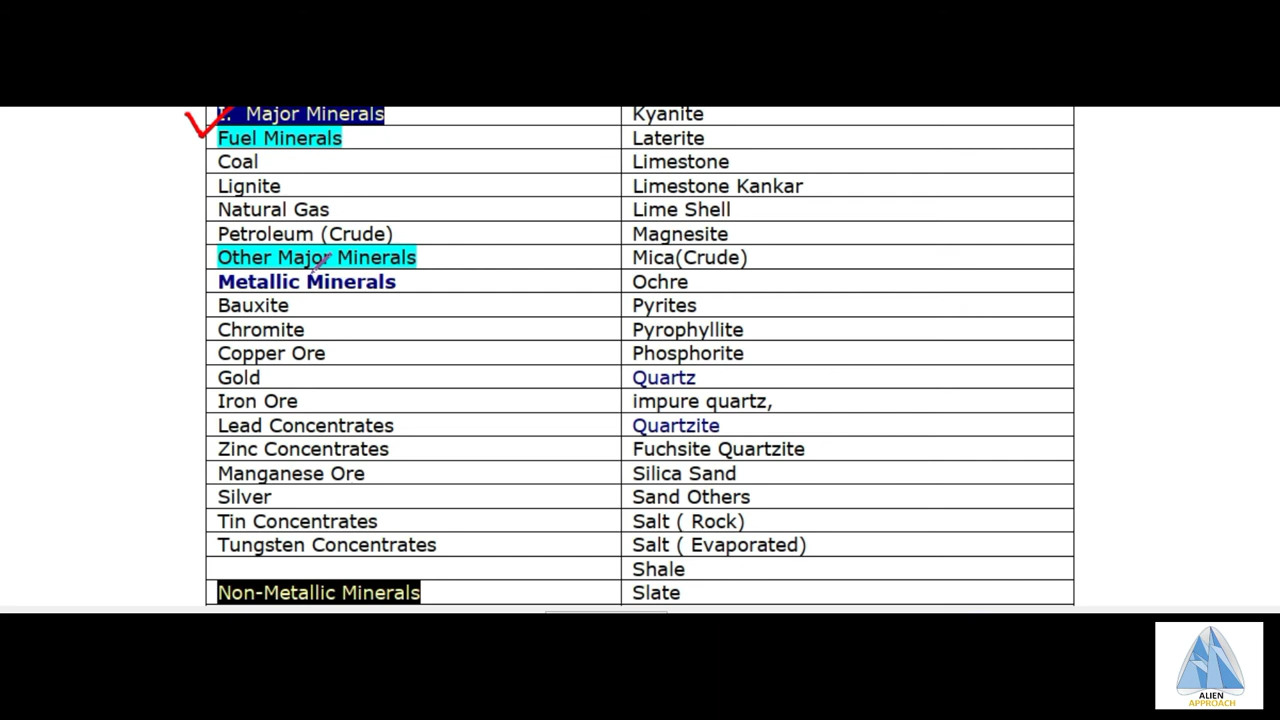 I. Major Minerals
Kyanite
Fuel Minerals
Laterite
Coal
Limestone
Lignite
Limestone Kankar
Natural Gas
Lime Shell
Petroleum (Crude)
Magnesite
Other Major Minerals
Mica(Crude)
Metallic Minerals
Ochre
Bauxite
Pyrites
Chromite
Pyrophyllite
Copper Ore
Phosphorite
Gold
Quartz
Iron Ore
impure quartz,
Lead Concentrates
Quartzite
Zinc Concentrates
Fuchsite Quartzite
Manganese Ore
Silica Sand
Silver
Sand Others
Tin Concentrates
Salt ( Rock)
Tungsten Concentrates
Salt ( Evaporated)
Shale
Non-Metallic Minerals
Slate
ALIEN
APPROACH